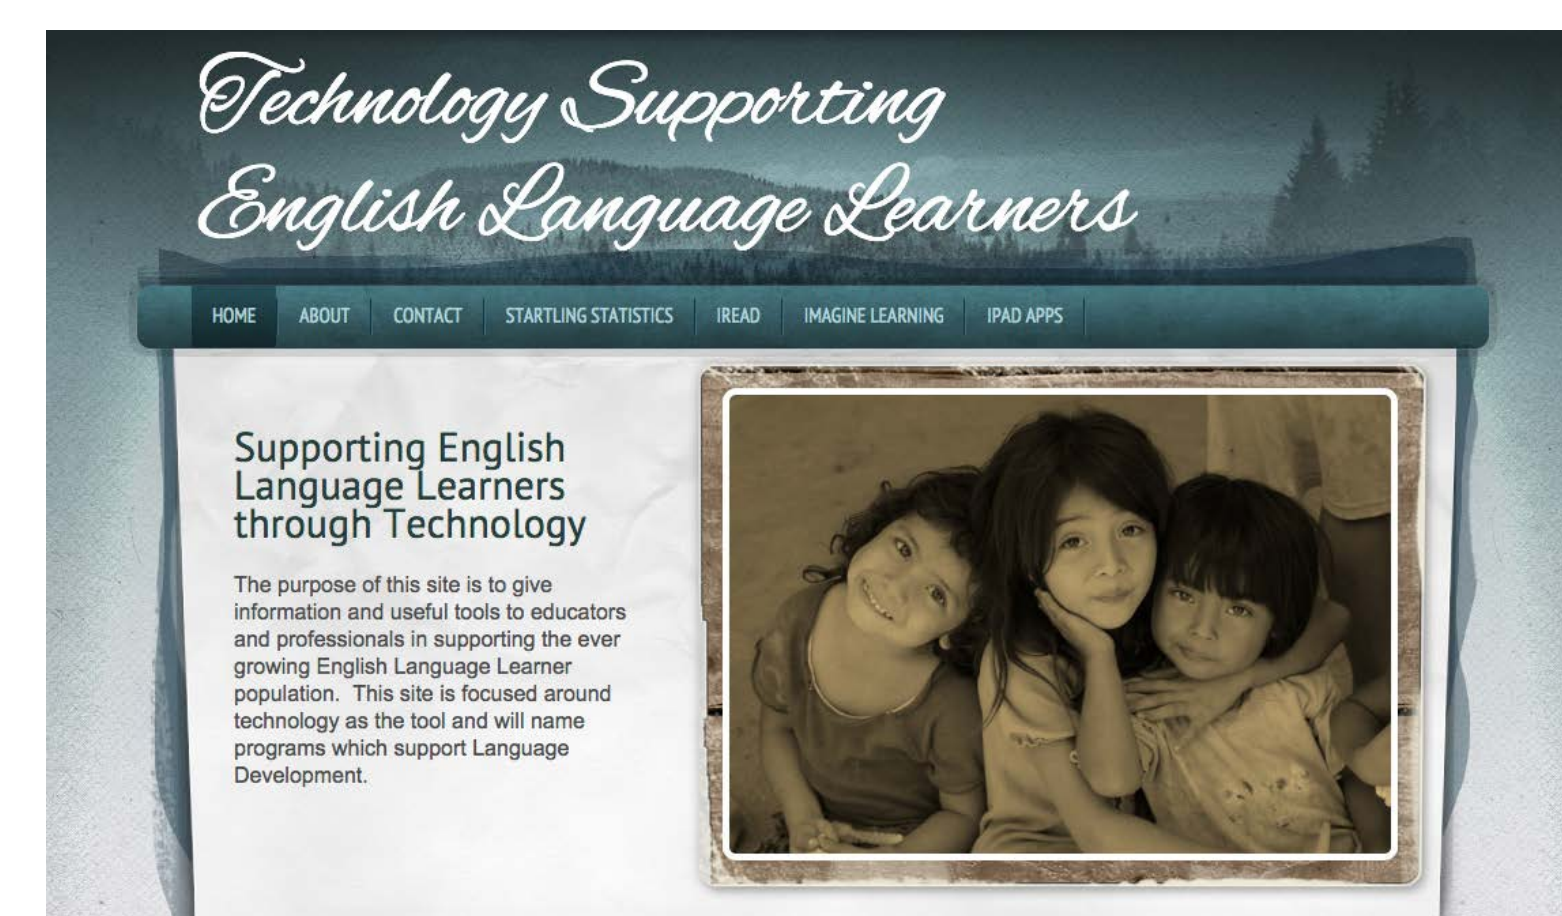 Technology Supporting
English Language Learners
HOME ABOUT CONTACT STARTLING STATISTICS IREAD IMAGINE LEARNING IPAD APPS
Supporting English
Language Learners
through Technology
The purpose of this site is to give
information and useful tools to educators
and professionals in supporting the ever
growing English Language Learner
population.  This site is focused around
technology as the tool and will name
programs which support Language
Development.